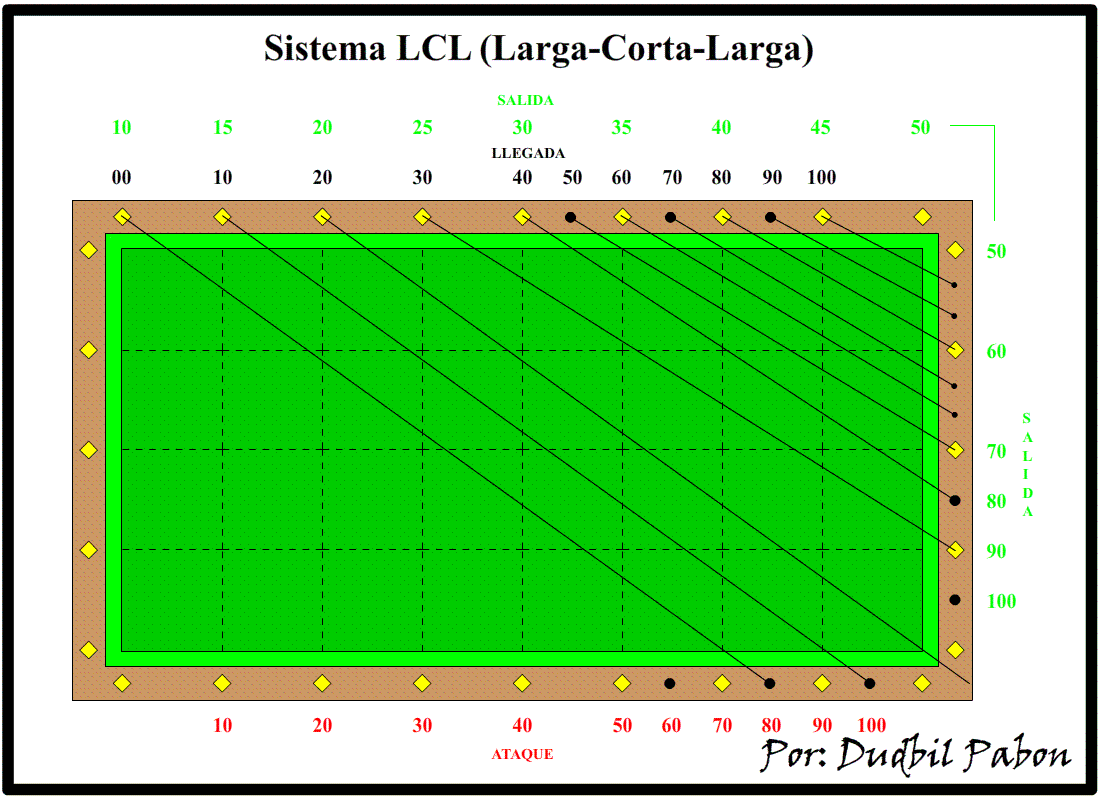 Sistema LCL (Larga-Corta-Larga)
SALIDA
10 15 20 25 30 35 40 45 50
LLEGADA
00 10 20 30 40 50 60 70 80 90 100
50
60
70
80
90
100
SALIDA
10 20 30 40 50 60 70 80 90 100
ATAQUE
Por: Dudbil Pabon